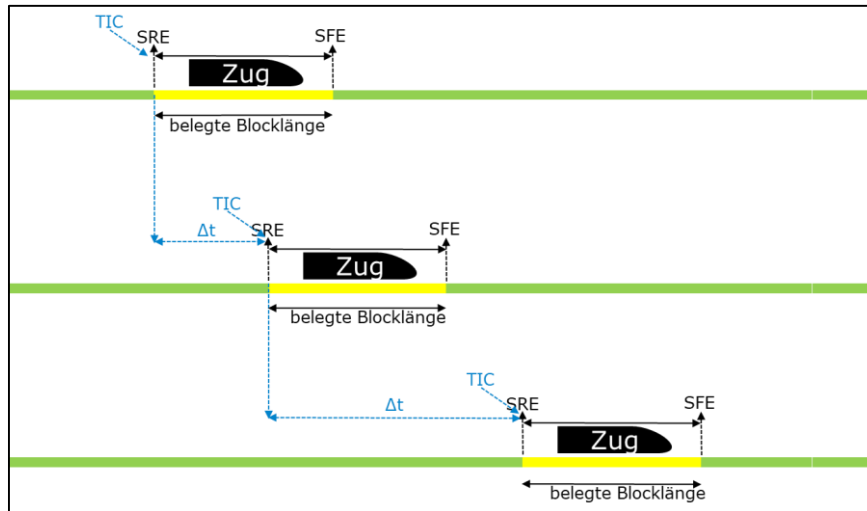 TIC
SRE
SFE
Zug
belegte Blocklänge
TIC
SRE
SFE
Δt
Zug
belegte Blocklänge
TIC
SRE
SFE
Δt
Zug
belegte Blocklänge